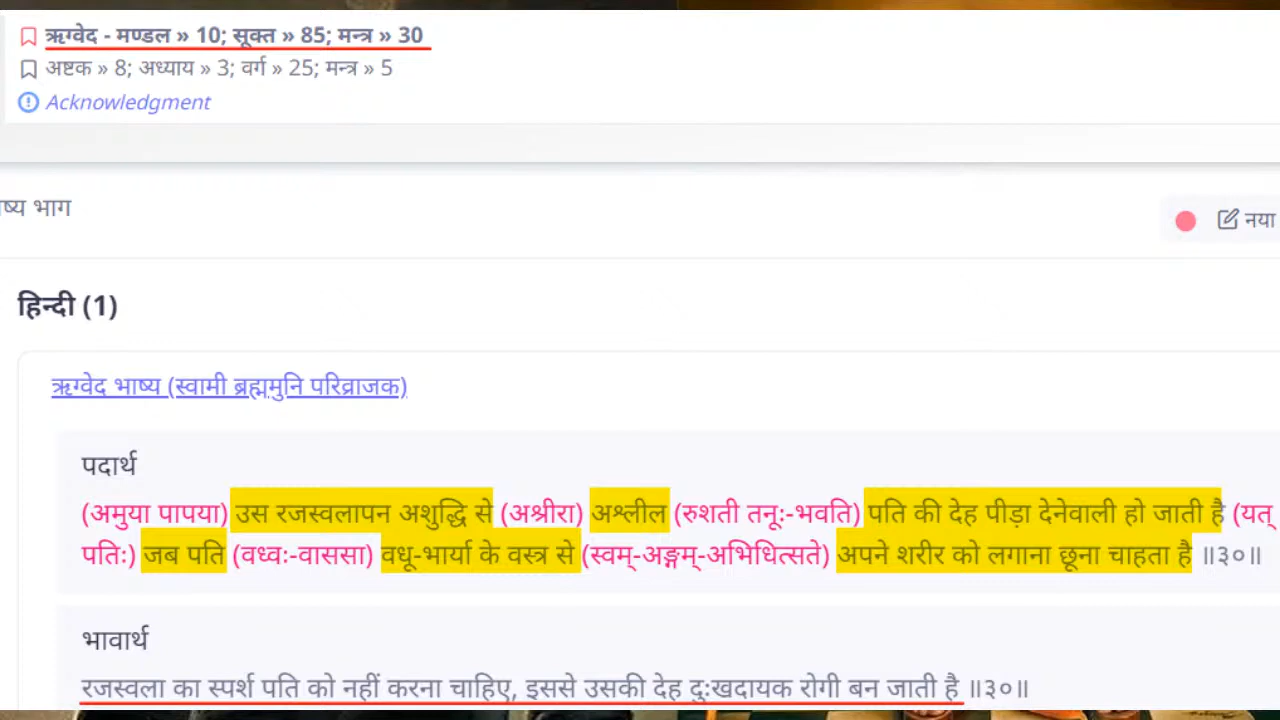 ऋग्वेद - मण्डल » 10; सूक्त » 85; मन्त्र » 30
अष्टक » 8; अध्याय » 3; वर्ग » 25; मन्त्र » 5
Acknowledgment
ष्य भाग
नया
हिन्दी (1)
ऋग्वेद भाष्य (स्वामी ब्रह्ममुनि परिव्राजक)
पदार्थ
(अमुया पापया) उस रजस्वलापन अशुद्धि से (अश्रीरा) अश्लील (रुशती तनूः-भवति) पति की देह पीड़ा देनेवाली हो जाती है (यत्
पतिः) जब पति (वध्वः-वाससा) वधू-भार्या के वस्त्र से (स्वम्-अङ्गम्-अभिधित्सते) अपने शरीर को लगाना छूना चाहता है ॥३०॥
भावार्थ
रजस्वला का स्पर्श पति को नहीं करना चाहिए, इससे उसकी देह दुःखदायक रोगी बन जाती है ॥३०॥